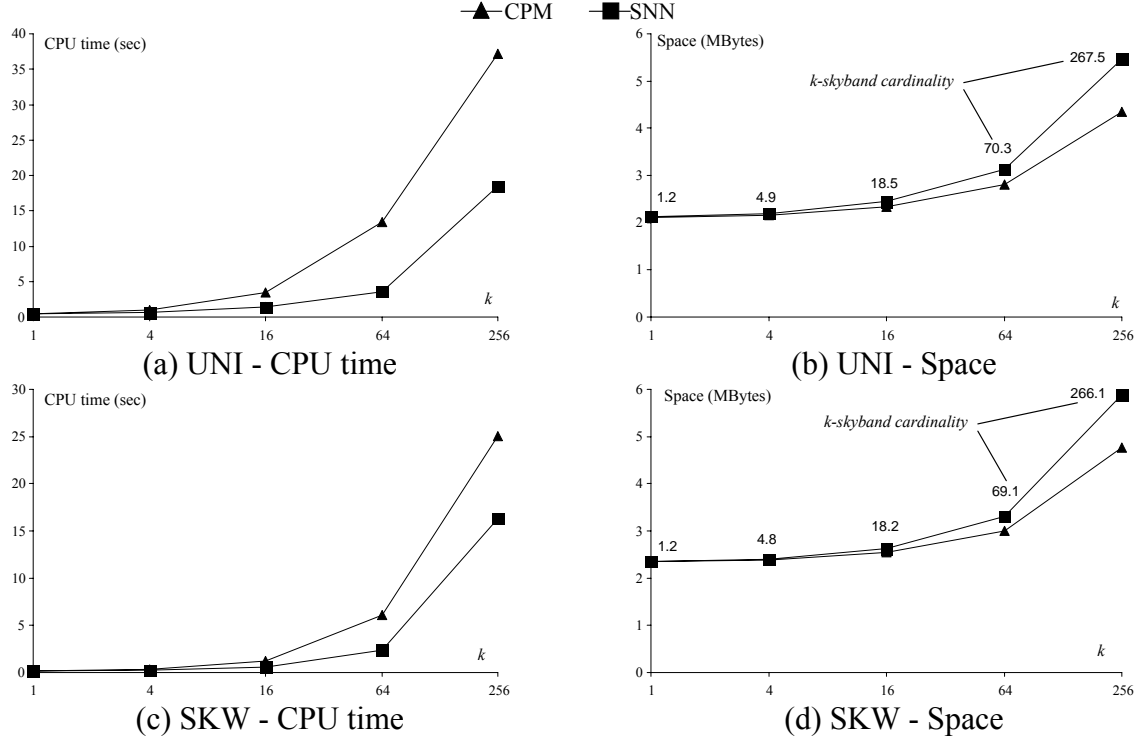 CPM SNN
CPU time (sec)
40
35
30
25
20
15
10
5
0
1 4 16 64 256
k
(a) UNI - CPU time
Space (MBytes)
6
5
4
3
2
1
0
k-skyband cardinality
1.2 4.9 18.5 70.3 267.5
k
1 4 16 64 256
(b) UNI - Space
CPU time (sec)
30
25
20
15
10
5
0
k
1 4 16 64 256
(c) SKW - CPU time
Space (MBytes)
6
5
4
3
2
1
0
k-skyband cardinality
1.2 4.8 18.2 69.1 266.1
k
1 4 16 64 256
(d) SKW - Space